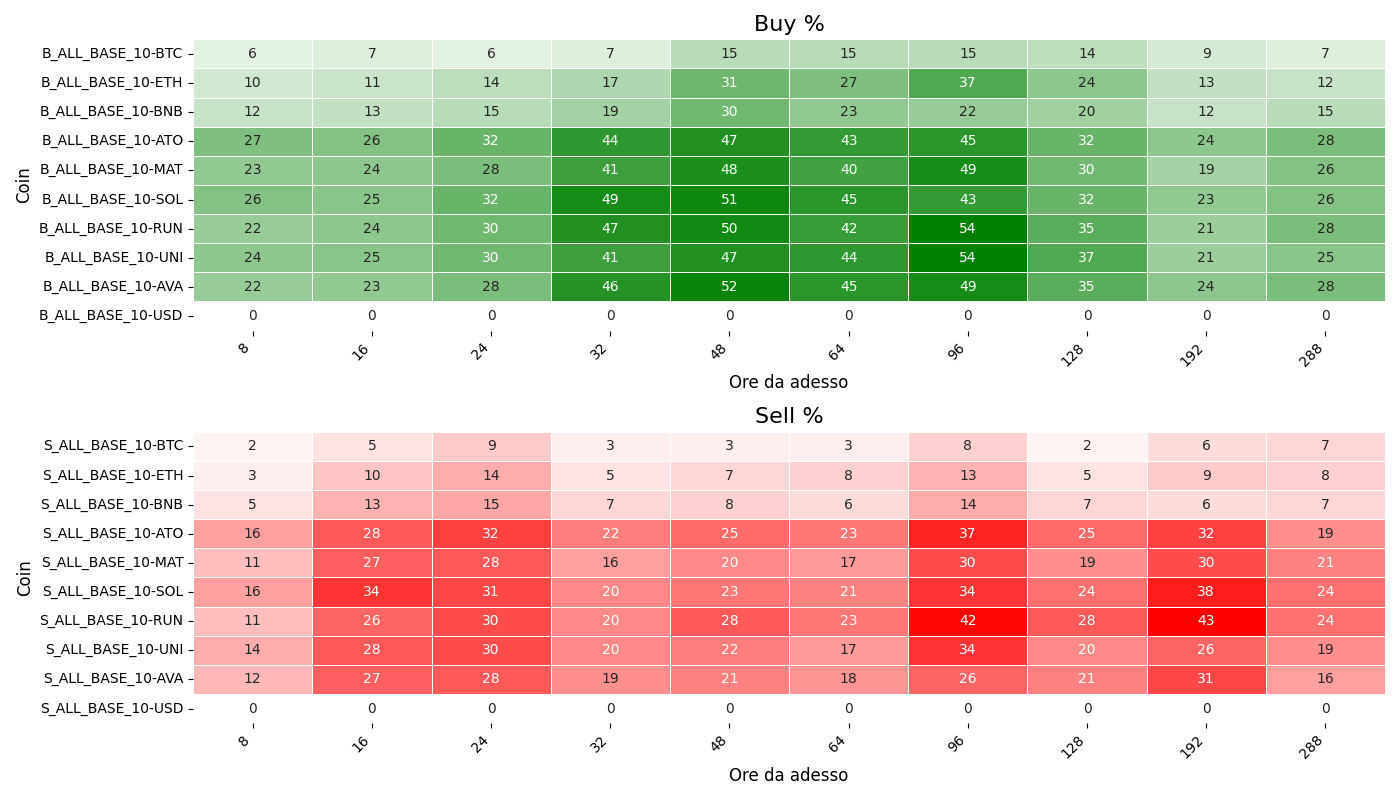 Buy %
Coin
B_ALL_BASE_10-BTC 6 7 6 7 15 15 15 14 9 7
B_ALL_BASE_10-ETH 10 11 14 17 31 27 37 24 13 12
B_ALL_BASE_10-BNB 12 13 15 19 30 23 22 20 12 15
B_ALL_BASE_10-ATO 27 26 32 44 47 43 45 32 24 28
B_ALL_BASE_10-MAT 23 24 28 41 48 40 49 30 19 26
B_ALL_BASE_10-SOL 26 25 32 49 51 45 43 32 23 26
B_ALL_BASE_10-RUN 22 24 30 47 50 42 54 35 21 28
B_ALL_BASE_10-UNI 24 25 30 41 47 44 54 37 21 25
B_ALL_BASE_10-AVA 22 23 28 46 52 45 49 35 24 28
B_ALL_BASE_10-USD 0 0 0 0 0 0 0 0 0 0
8 16 24 32 48 64 96 128 192 288
Ore da adesso
Sell %
Coin
S_ALL_BASE_10-BTC 2 5 9 3 3 3 8 2 6 7
S_ALL_BASE_10-ETH 3 10 14 5 7 8 13 5 9 8
S_ALL_BASE_10-BNB 5 13 15 7 8 6 14 7 6 7
S_ALL_BASE_10-ATO 16 28 32 22 25 23 37 25 32 19
S_ALL_BASE_10-MAT 11 27 28 16 20 17 30 19 30 21
S_ALL_BASE_10-SOL 16 34 31 20 23 21 34 24 38 24
S_ALL_BASE_10-RUN 11 26 30 20 28 23 42 28 43 24
S_ALL_BASE_10-UNI 14 28 30 20 22 17 34 20 26 19
S_ALL_BASE_10-AVA 12 27 28 19 21 18 26 21 31 16
S_ALL_BASE_10-USD 0 0 0 0 0 0 0 0 0 0
8 16 24 32 48 64 96 128 192 288
Ore da adesso